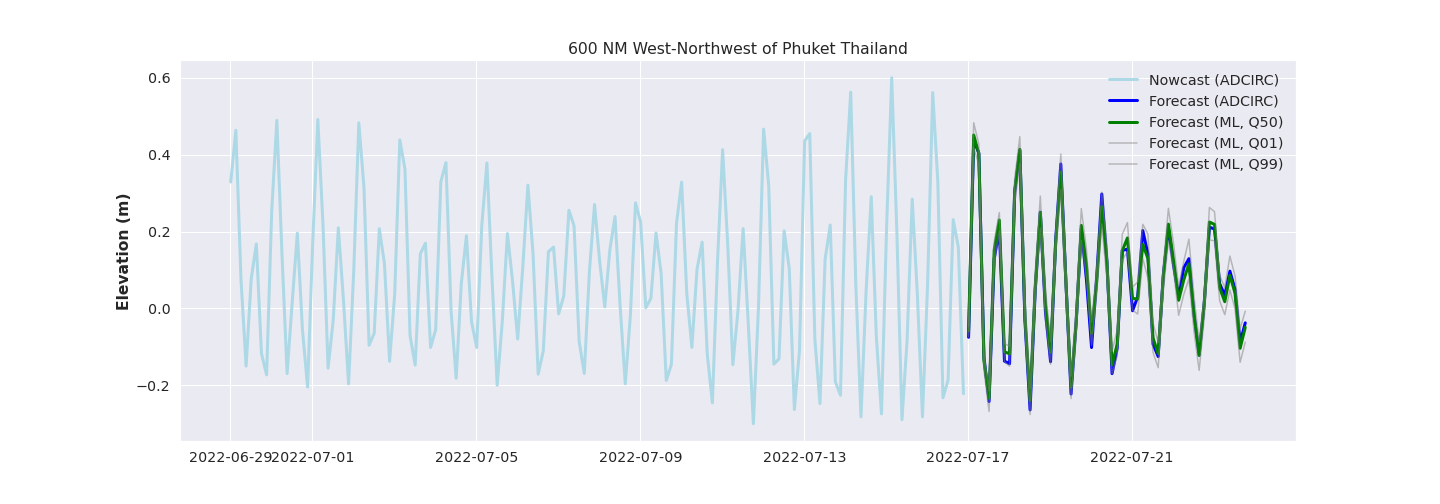 600 NM West-Northwest of Phuket Thailand
Elevation (m)
0.6
0.4
0.2
0.0
−0.2
Nowcast (ADCIRC)
Forecast (ADCIRC)
Forecast (ML, Q50)
Forecast (ML, Q01)
Forecast (ML, Q99)
2022-06-29 2022-07-01 2022-07-05 2022-07-09 2022-07-13 2022-07-17 2022-07-21